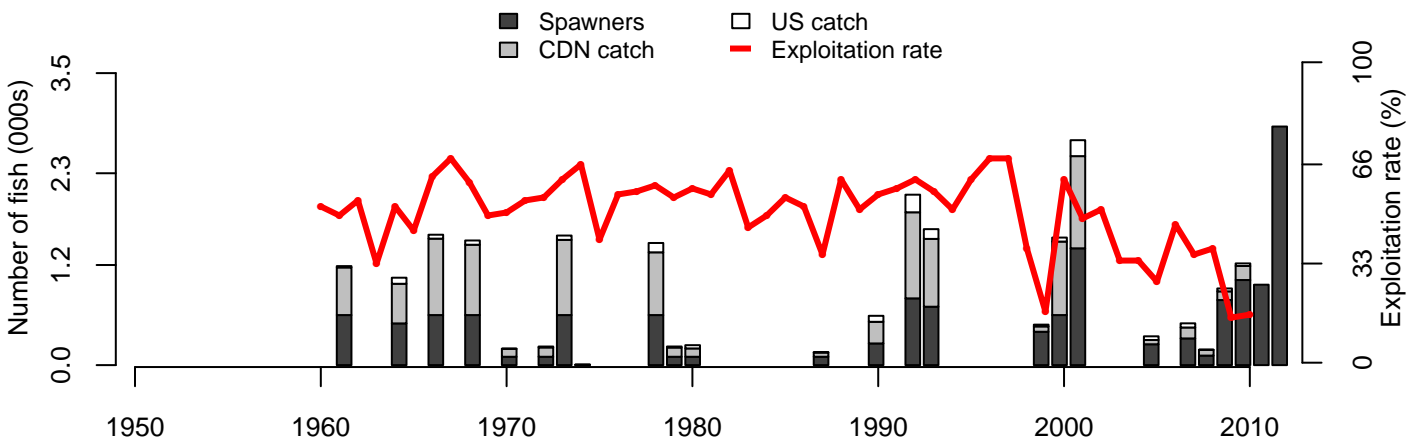 Spawners
US catch
CDN catch
Exploitation rate
Number of fish (000s)
3.5
2.3
1.2
0.0
Exploitation rate (%)
100
66
33
0
1950 1960 1970 1980 1990 2000 2010